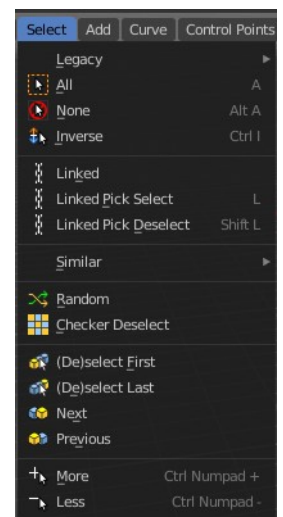 Select Add Curve Control Points
Legacy
All A
None Alt A
Inverse Ctrl I
Linked
Linked Pick Select L
Linked Pick Deselect Shift L
Similar
Random
Checker Deselect
(De)select First
(De)select Last
Next
Previous
More Ctrl Numpad +
Less Ctrl Numpad -